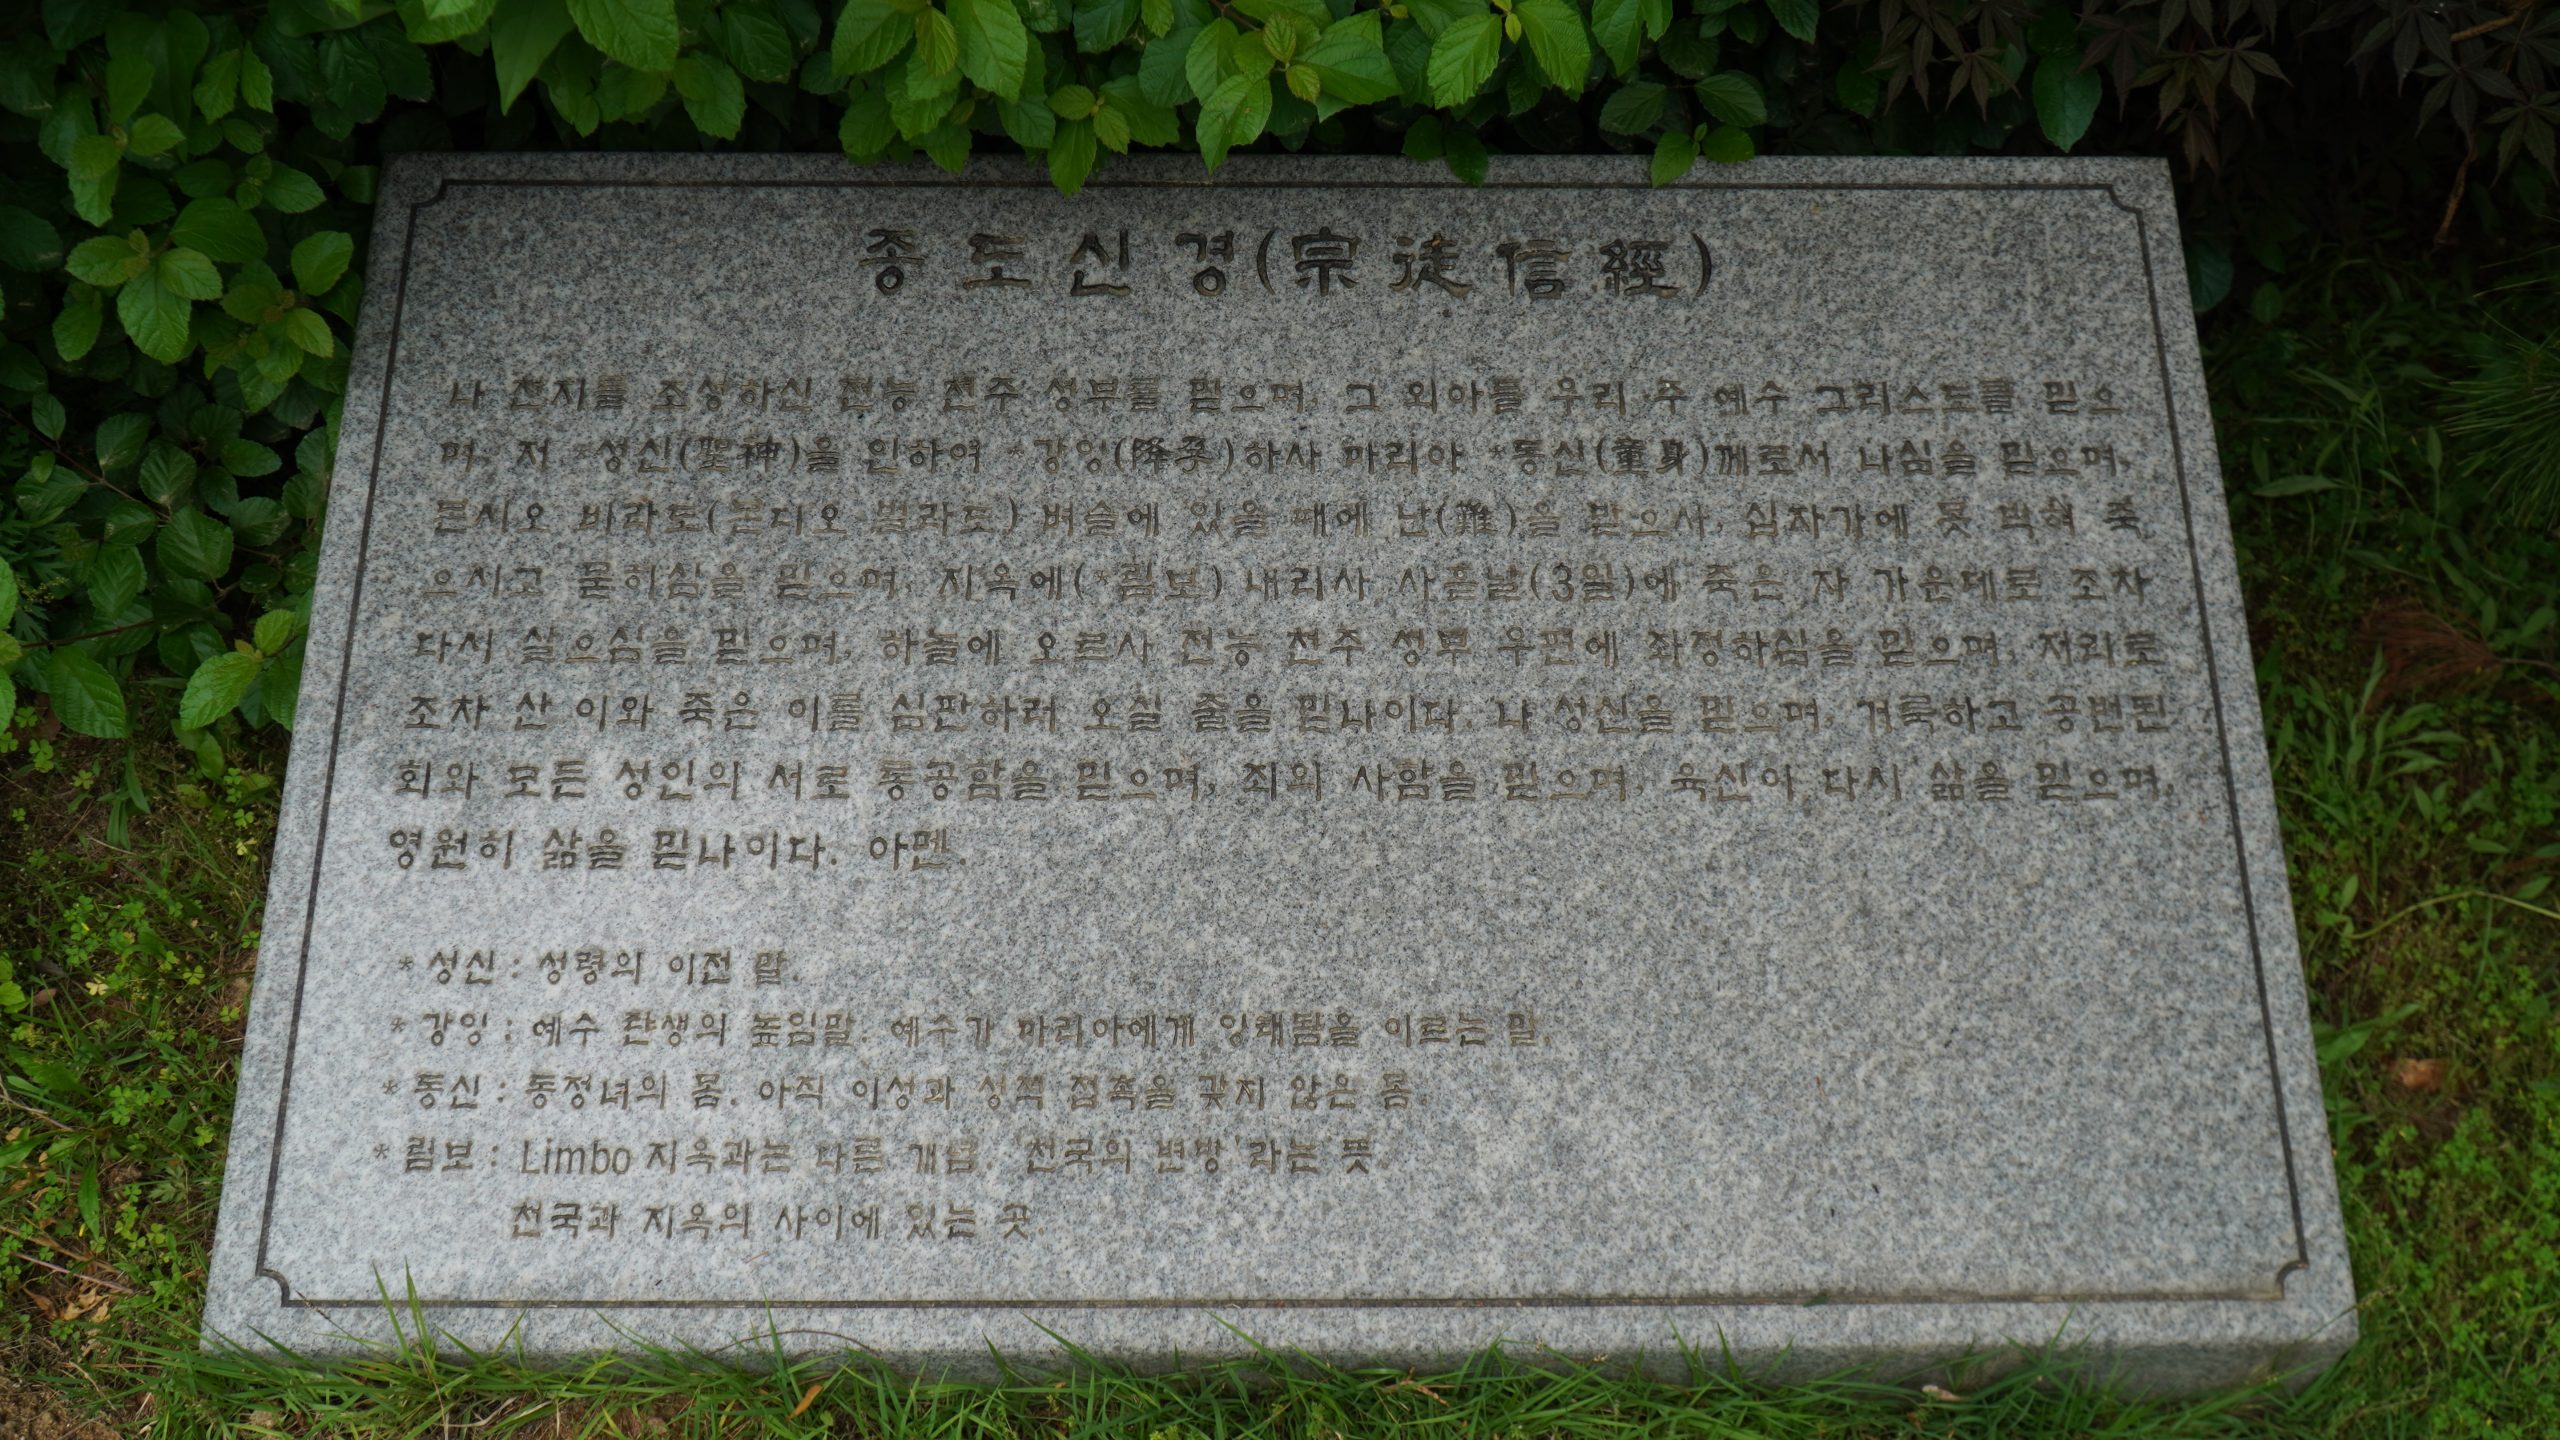 종도신경(宗徒信經)
나 천지를 조성하신 전능 천주 성부를 믿으며, 그 외아들 우리 주 예수 그리스도를 믿으
며, 저 *성신(聖神)을 인하여 *강잉(降孕)하사 마리아 *동신(童身)께로서 나심을 믿으며,
본시오 비라도(본디오 빌라도) 벼슬에 있을 때에 난(難)을 받으사, 십자가에 못 박혀 죽
으시고 묻히심을 믿으며, 지옥에(*림보) 내리사 사흗날(3일)에 죽은 자 가운데로 조차
다시 살으심을 믿으며, 하늘에 오르사 전능 천주 성부 우편에 좌정하심을 믿으며, 저리로
조차 산 이와 죽은 이를 심판하러 오실 줄을 믿나이다. 나 성신을 믿으며, 거룩하고 공번된
회와 모든 성인의 서로 통공함을 믿으며, 죄의 사함을 믿으며, 육신이 다시 삶을 믿으며,
영원히 삶을 믿나이다. 아멘.
* 성신 : 성령의 이전 말.
* 강잉 : 예수 탄생의 높임말. 예수가 마리아에게 잉태됨을 이르는 말.
* 동신 : 동정녀의 몸. 아직 이성과 성적 접촉을 갖지 않은 몸.
* 림보 : Limbo 지옥과는 다른 개념. '천국의 변방'라는 뜻.
천국과 지옥의 사이에 있는 곳.